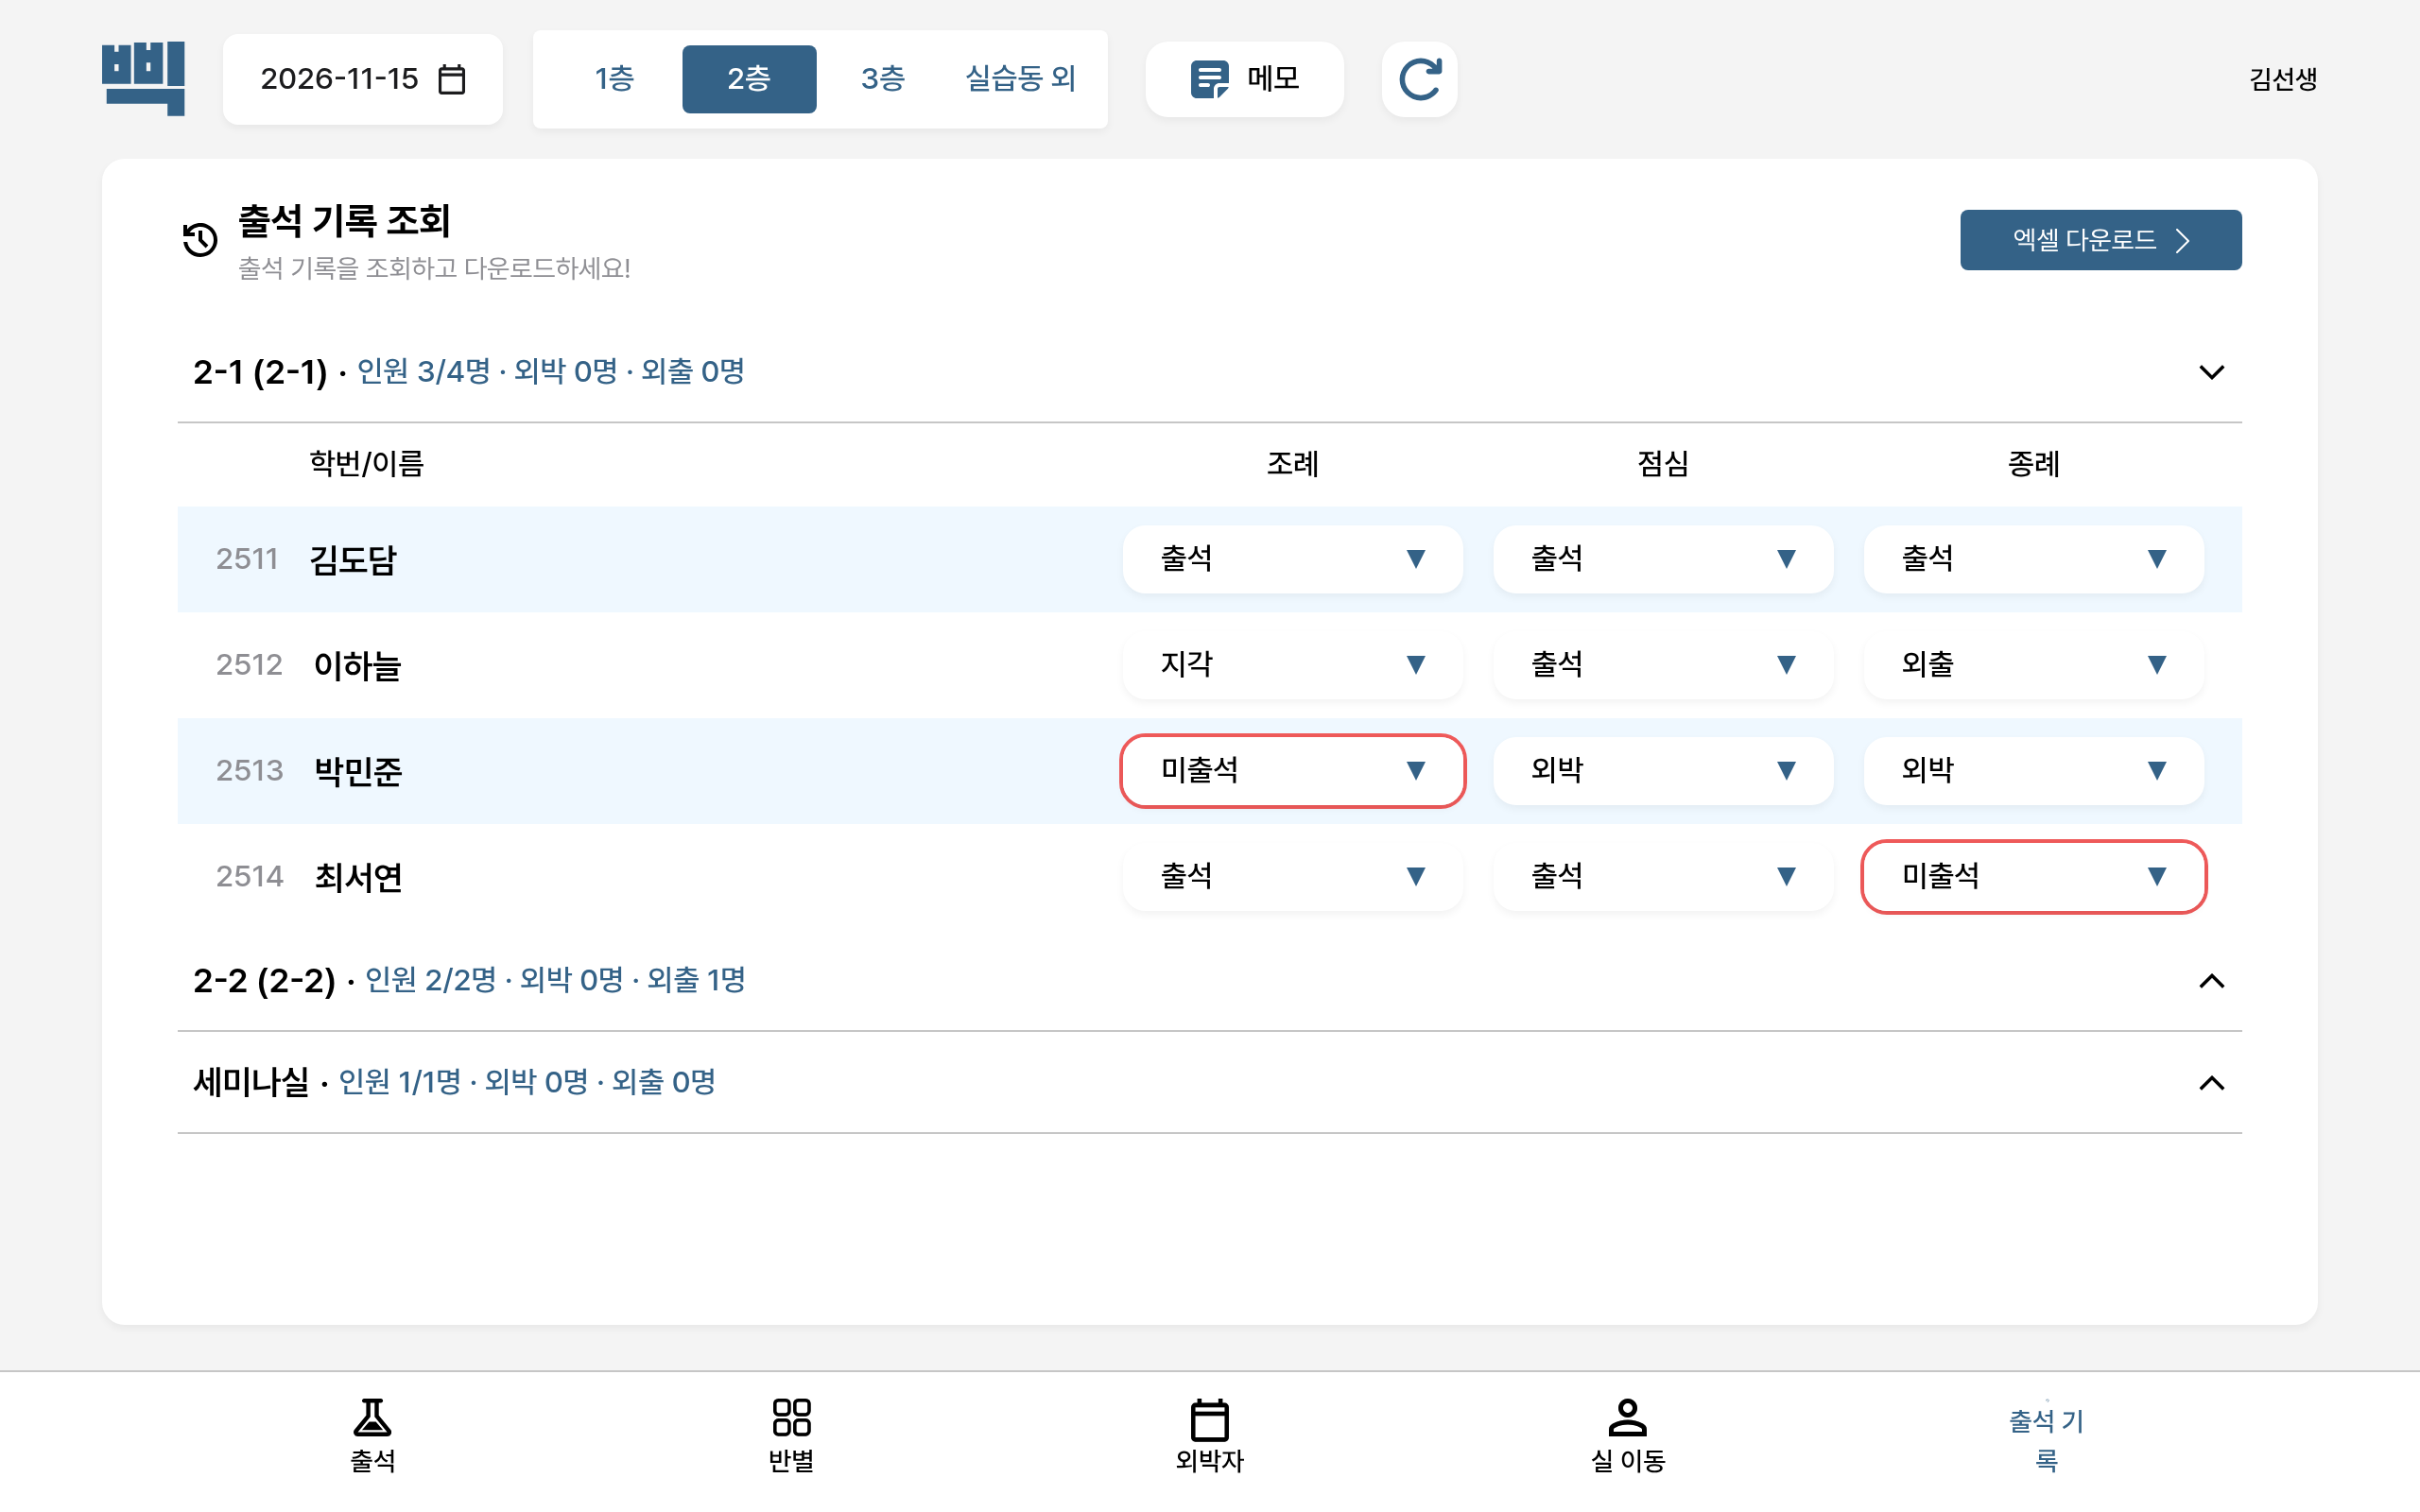 삑
2026-11-15
1층 2층 3층 실습동 외
메모
김선생
출석 기록 조회
출석 기록을 조회하고 다운로드하세요!
엑셀 다운로드
2-1 (2-1) · 인원 3/4명 · 외박 0명 · 외출 0명
학번/이름 조례 점심 종례
2511 김도담 출석 ▼ 출석 ▼ 출석 ▼
2512 이하늘 지각 ▼ 출석 ▼ 외출 ▼
2513 박민준 미출석 ▼ 외박 ▼ 외박 ▼
2514 최서연 출석 ▼ 출석 ▼ 미출석 ▼
2-2 (2-2) · 인원 2/2명 · 외박 0명 · 외출 1명
세미나실 · 인원 1/1명 · 외박 0명 · 외출 0명
출석
반별
외박자
실 이동
출석 기
록